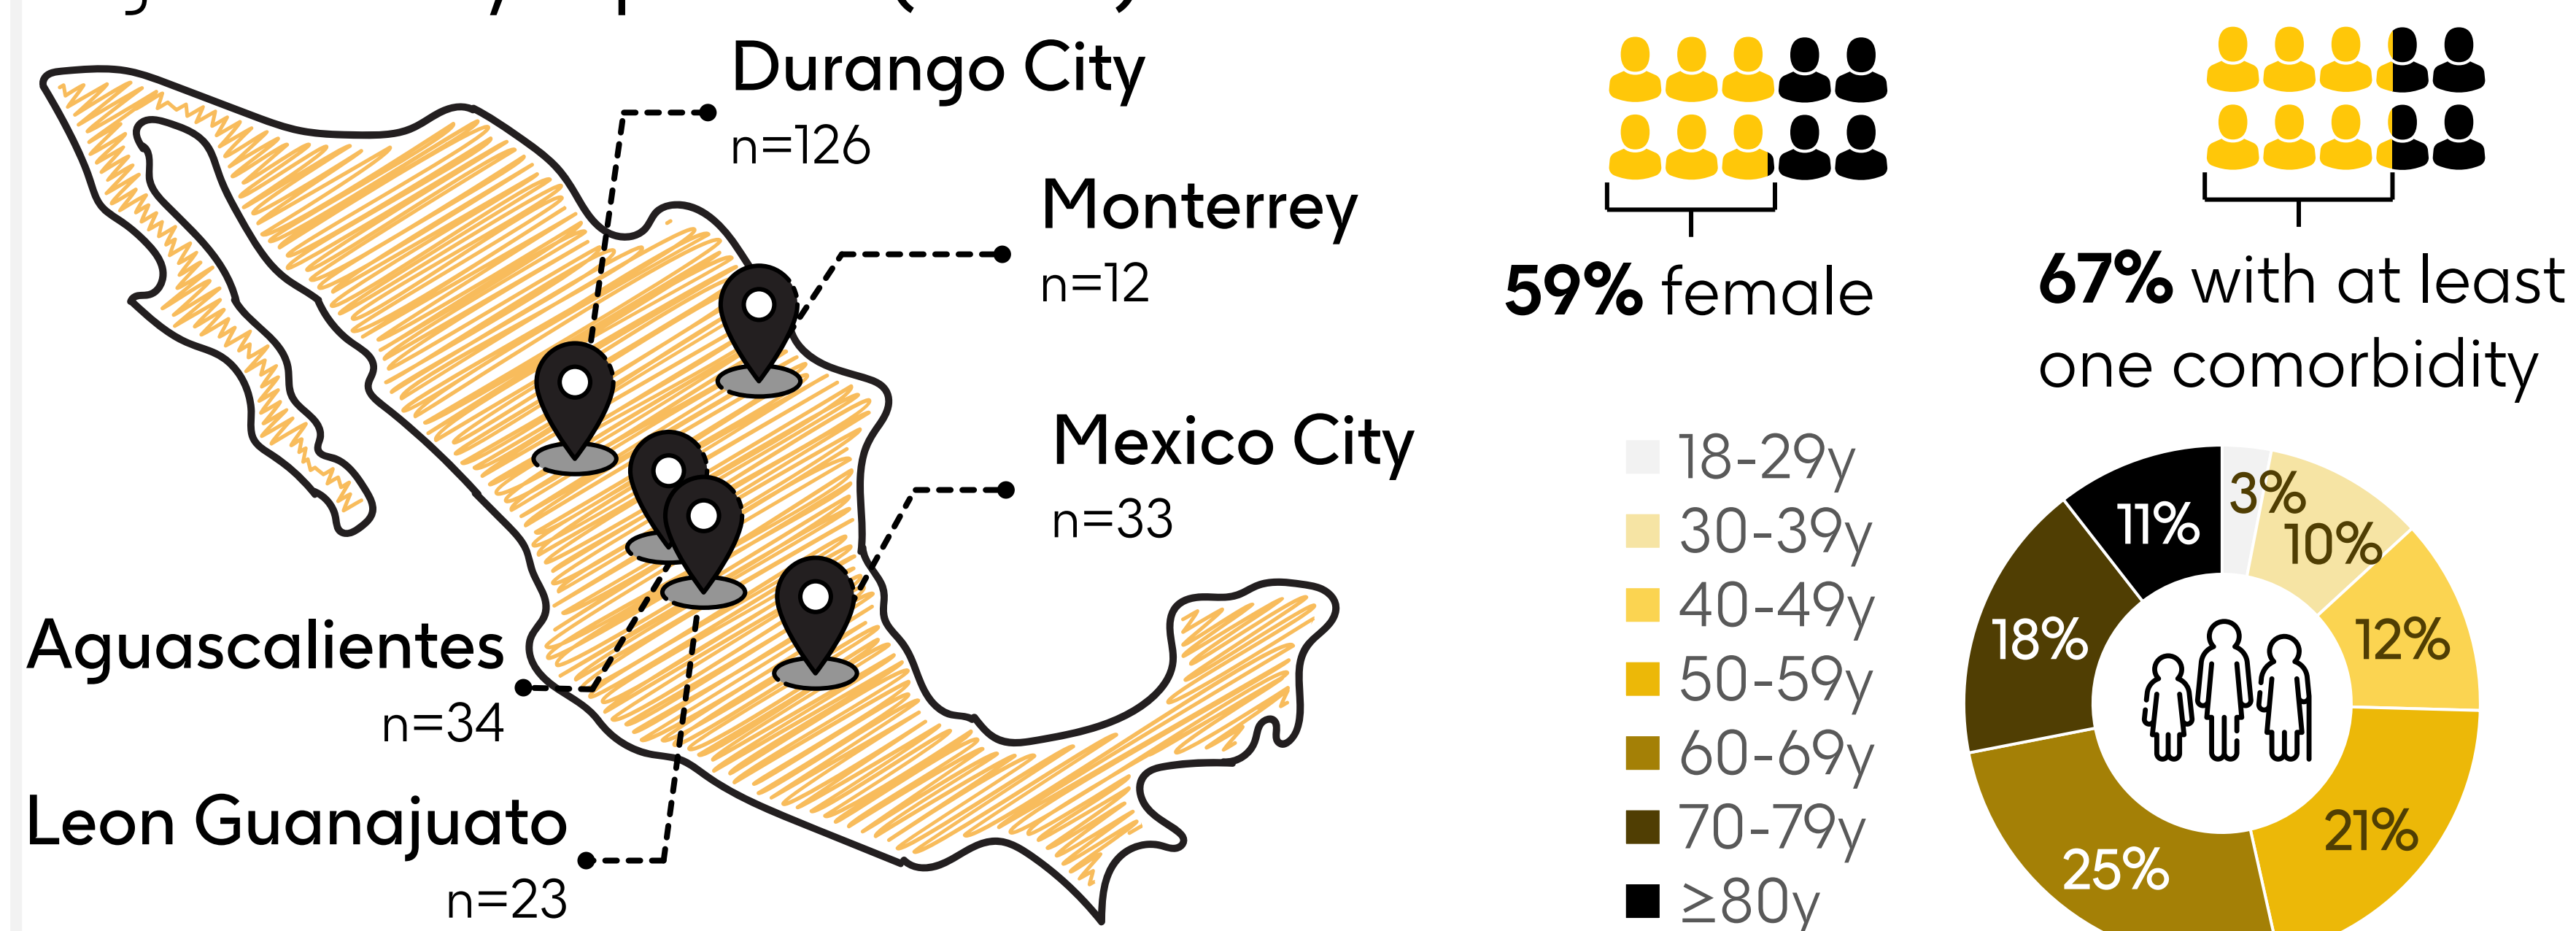 Durango City
n=126
Monterrey
n=12
Mexico City
n=33
Aguascalientes
n=34
Leon Guanajuato
n=23
59% female
67% with at least
one comorbidity
18-29y
30-39y
40-49y
50-59y
60-69y
70-79y
≥80y
3%
10%
12%
21%
25%
18%
11%